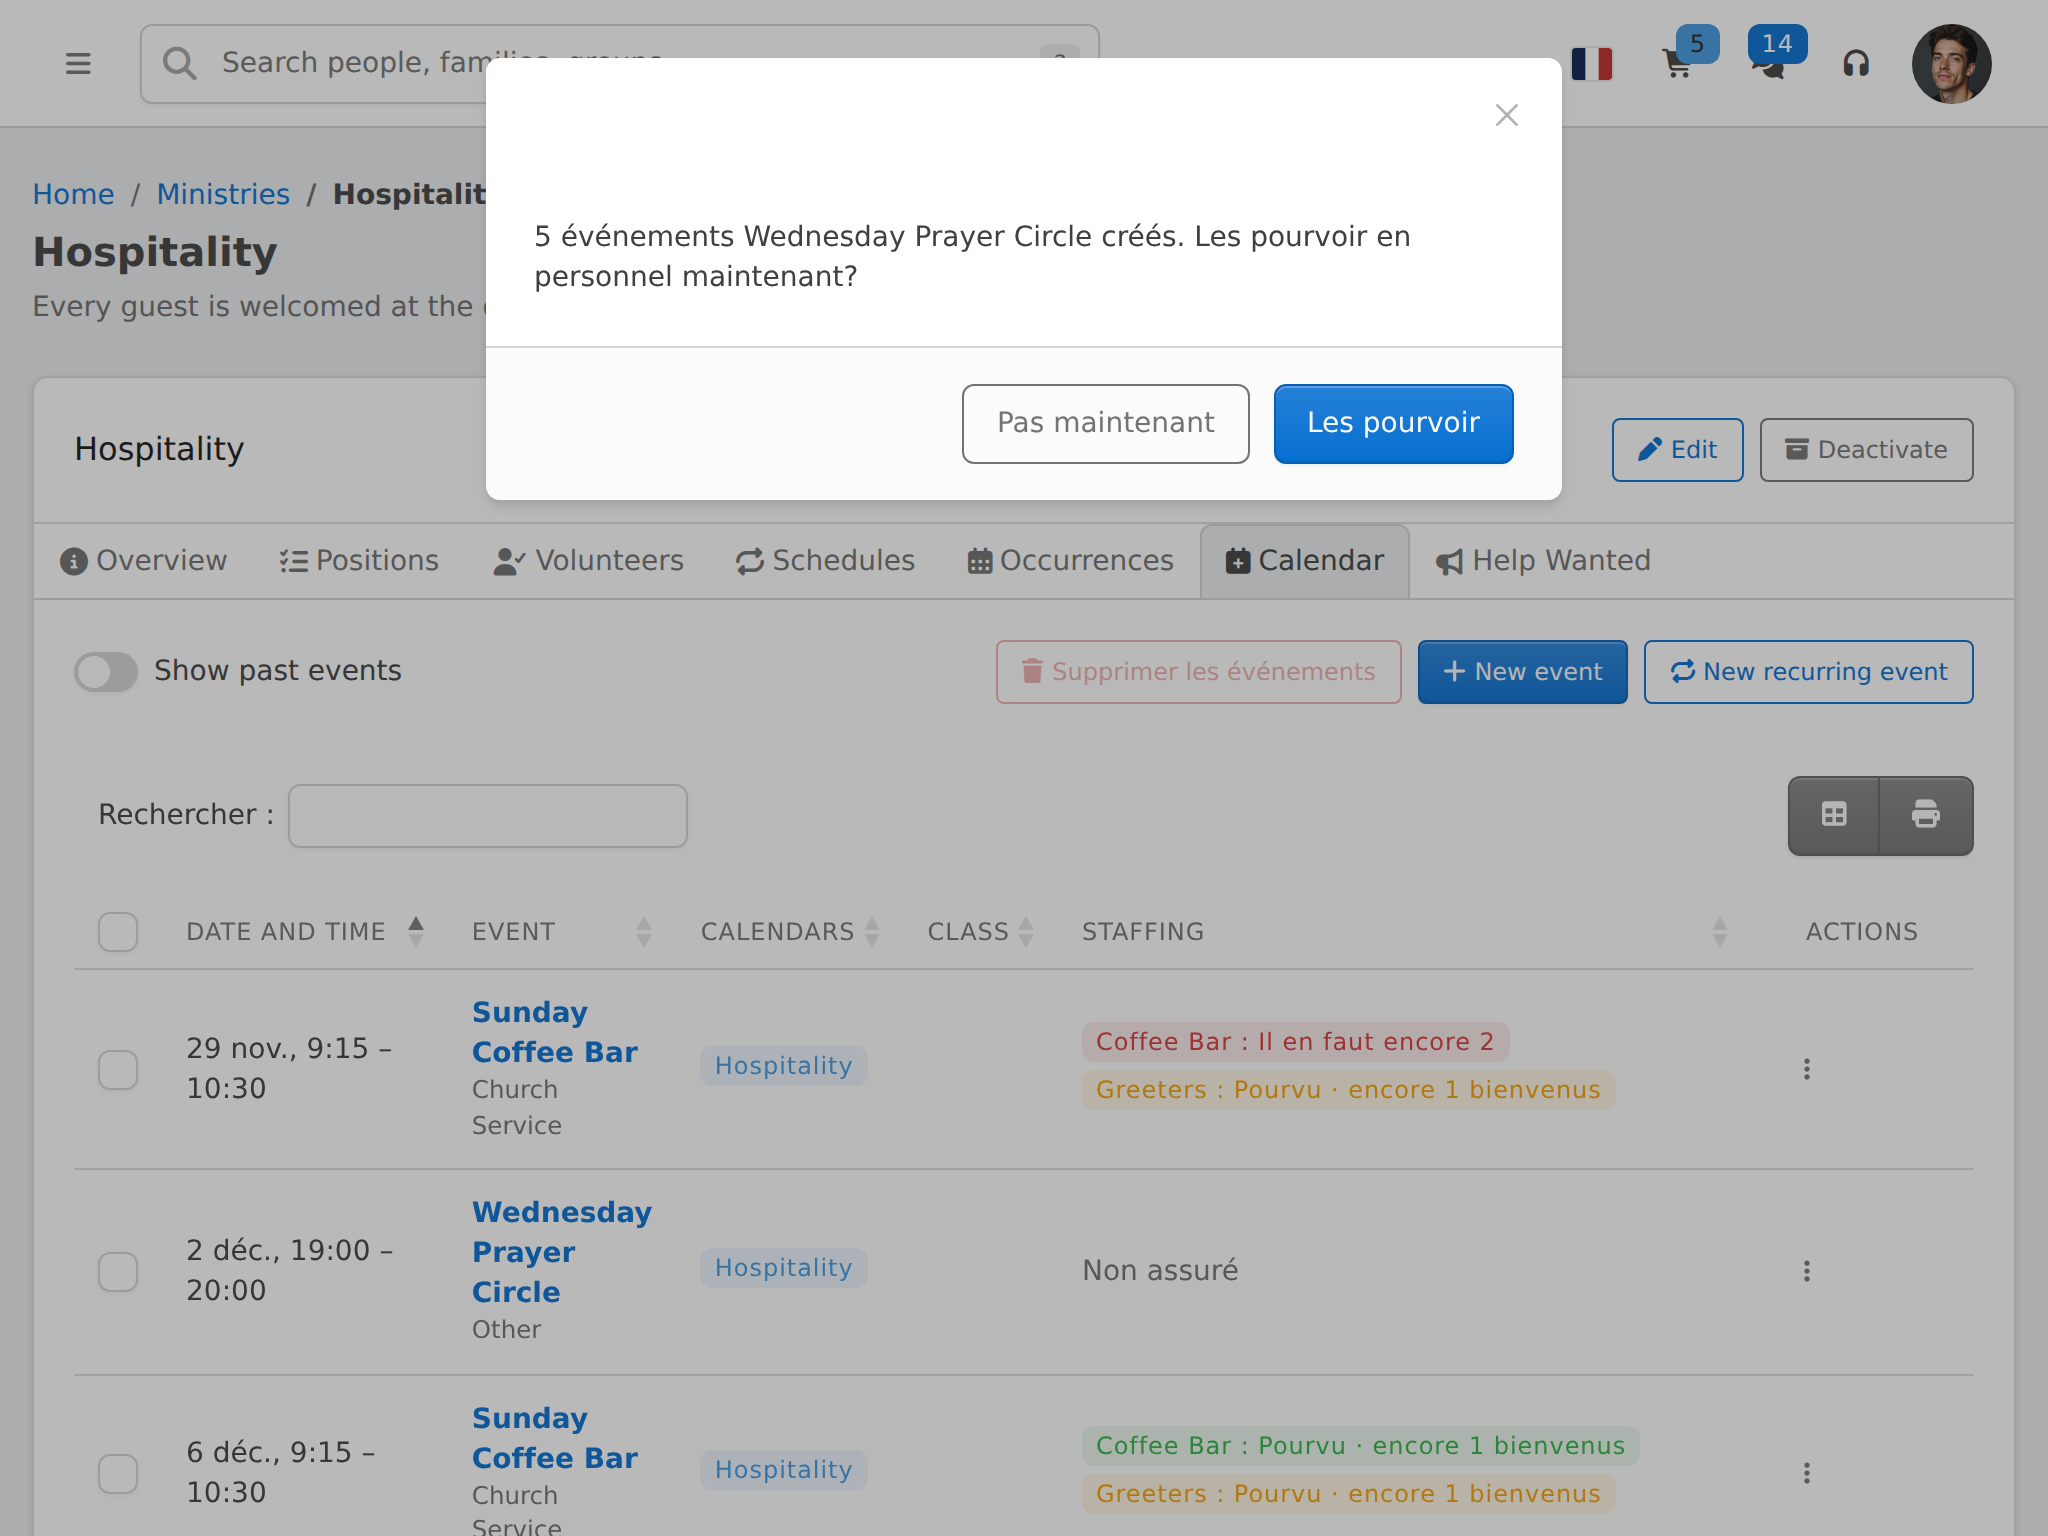 Search people, families, groups
5
14
Home / Ministries / Hospitalit
Hospitality
Every guest is welcomed at the
5 événements Wednesday Prayer Circle créés. Les pourvoir en
personnel maintenant?
Pas maintenant
Les pourvoir
Hospitality
Edit
Deactivate
Overview
Positions
Volunteers
Schedules
Occurrences
Calendar
Help Wanted
Show past events
Supprimer les événements
New event
New recurring event
Rechercher :
DATE AND TIME
EVENT
CALENDARS
CLASS
STAFFING
ACTIONS
29 nov., 9:15 –
10:30
Sunday
Coffee Bar
Church
Service
Hospitality
Coffee Bar : Il en faut encore 2
Greeters : Pourvu · encore 1 bienvenus
2 déc., 19:00 –
20:00
Wednesday
Prayer
Circle
Other
Hospitality
Non assuré
6 déc., 9:15 –
10:30
Sunday
Coffee Bar
Church
Service
Hospitality
Coffee Bar : Pourvu · encore 1 bienvenus
Greeters : Pourvu · encore 1 bienvenus